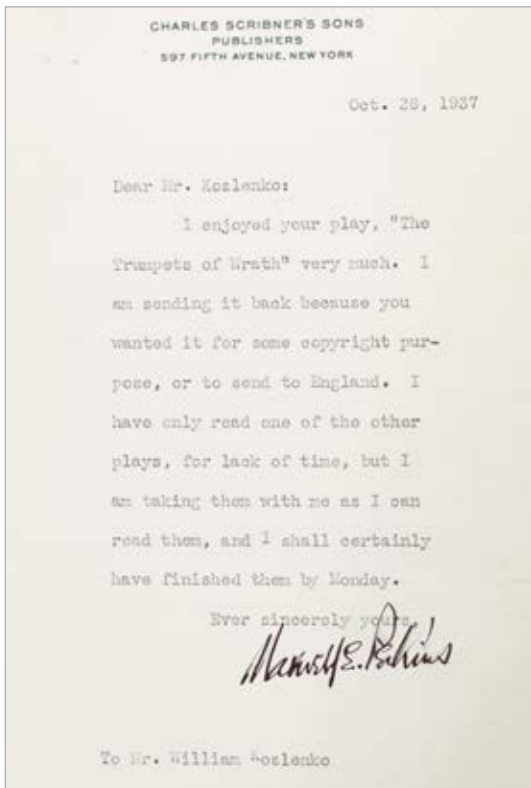 CHARLES SCRIBNER'S SONS
PUBLISHERS
597 FIFTH AVENUE, NEW YORK
Oct. 28, 1937
Dear Mr. Kozlenko:
I enjoyed your play, "The
Trumpets of Wrath" very much. I
am sending it back because you
wanted it for some copyright pur-
pose, or to send to England. I
have only read one of the other
plays, for lack of time, but I
am taking them with me as I can
read them, and I shall certainly
have finished them by Monday.
Ever sincerely yours,
Maxwell E. Perkins
To Mr. William Kozlenko